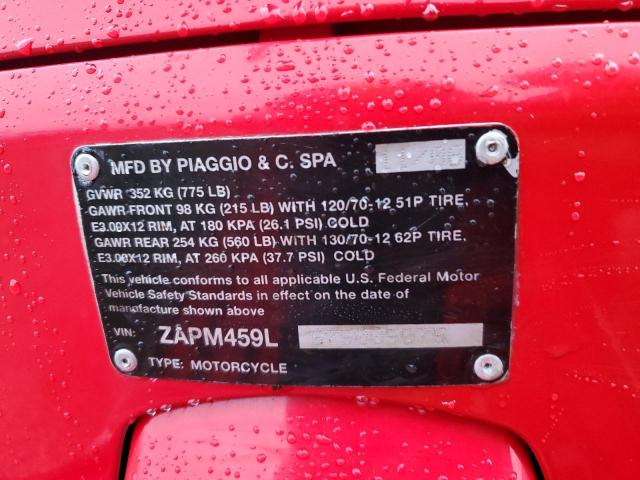 MFD BY PIAGGIO & C. SPA
GVWR 352 KG (775 LB)
GAWR FRONT 98 KG (215 LB) WITH 120/70-12 51P TIRE,
E3.00X12 RIM, AT 180 KPA (26.1 PSI) COLD
GAWR REAR 254 KG (560 LB) WITH 130/70-12 62P TIRE,
E3.00X12 RIM, AT 260 KPA (37.7 PSI) COLD
This vehicle conforms to all applicable U.S. Federal Motor
Vehicle Safety Standards in effect on the date of
manufacture shown above
VIN: ZAPM459L
TYPE: MOTORCYCLE